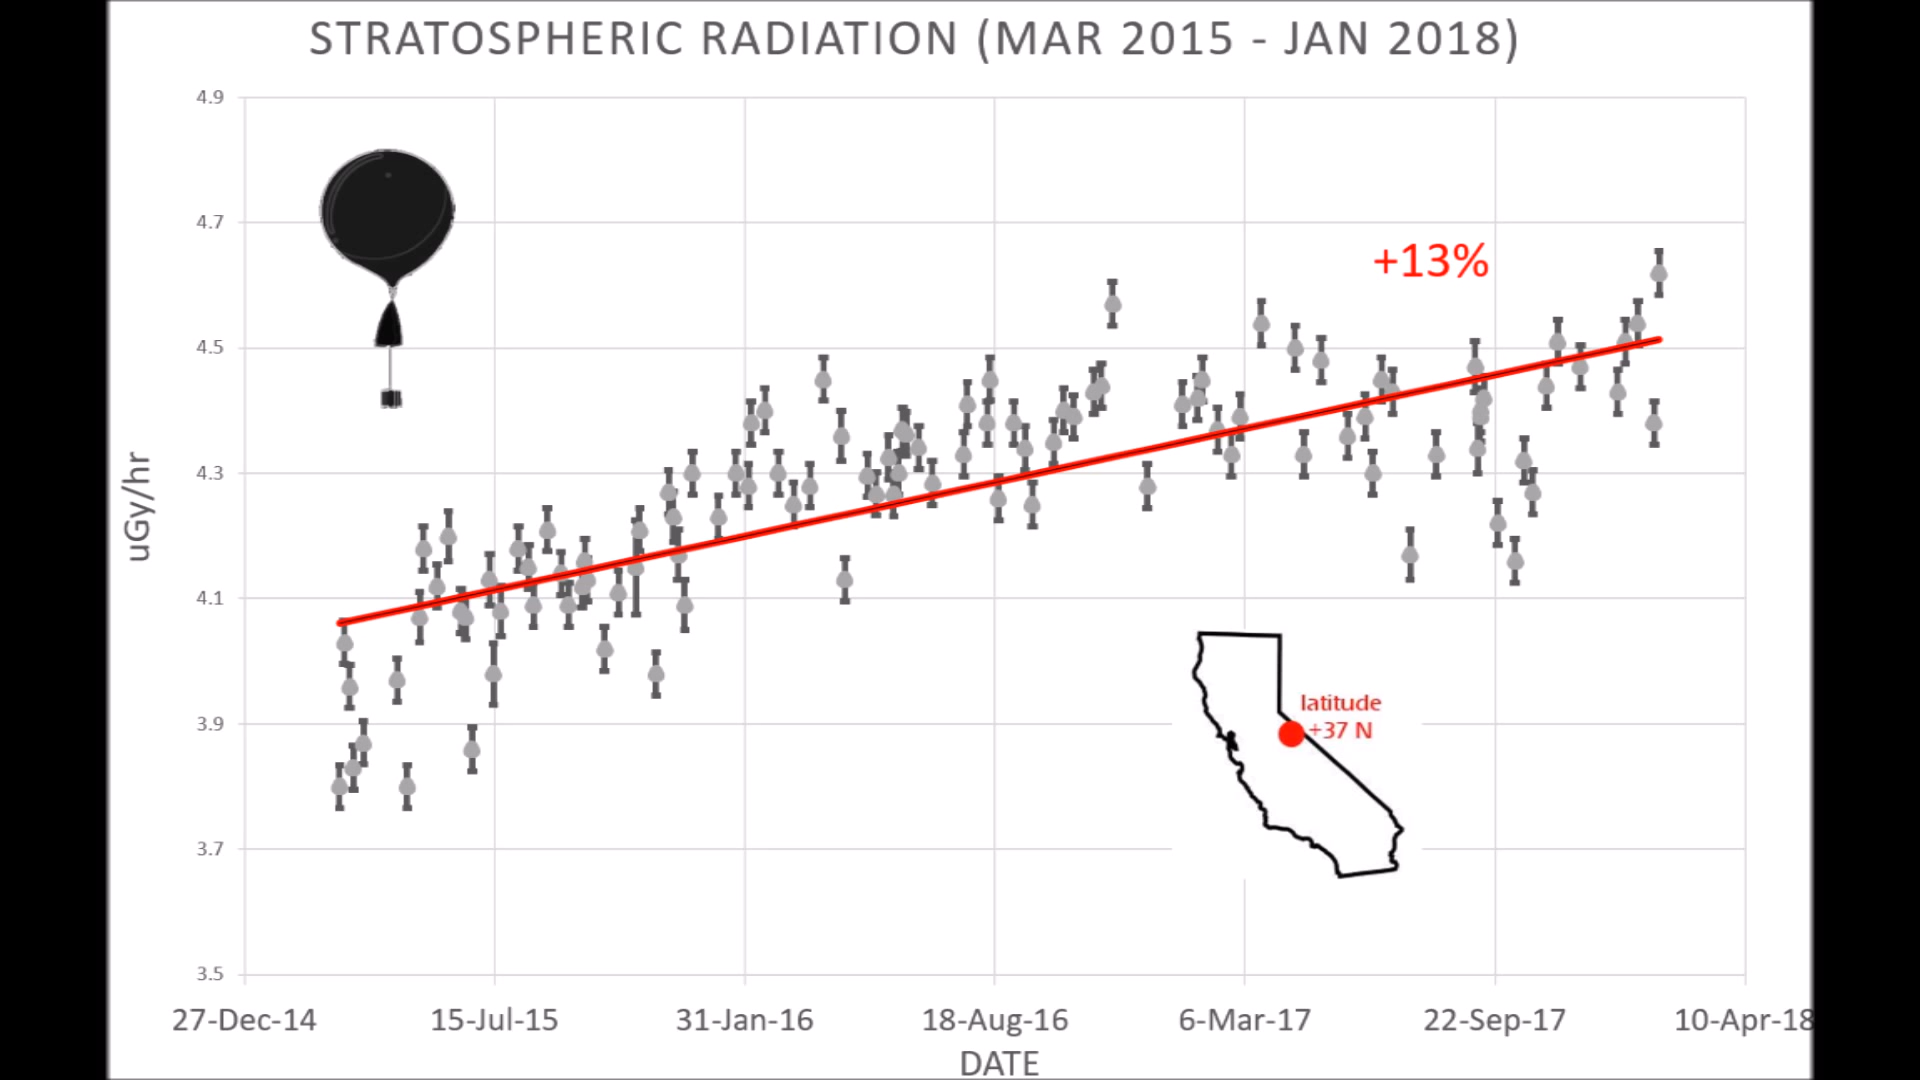 STRATOSPHERIC RADIATION (MAR 2015 - JAN 2018)
4.9
4.7
+13%
4.5
4.3
uGy/hr
4.1
latitude
+37 N
3.9
3.7
3.5
27-Dec-14 15-Jul-15 31-Jan-16 18-Aug-16 6-Mar-17 22-Sep-17 10-Apr-18
DATE